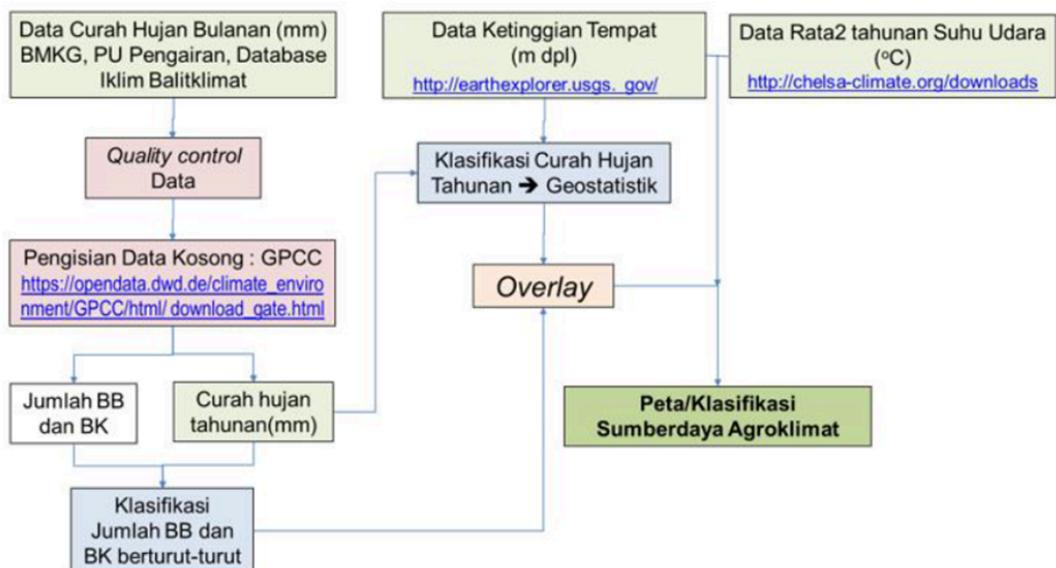 Data Curah Hujan Bulanan (mm)
BMKG, PU Pengairan, Database
Iklim Balitklimat
Data Ketinggian Tempat
(m dpl)
http://earthexplorer.usgs. gov/
Data Rata2 tahunan Suhu Udara
(°C)
http://chelsa-climate.org/downloads
Quality control
Data
Klasifikasi Curah Hujan
Tahunan ➔ Geostatistik
Pengisian Data Kosong : GPCC
https://opendata.dwd.de/climate_enviro
nment/GPCC/html/ download_gate.html
Overlay
Jumlah BB
dan BK
Curah hujan
tahunan(mm)
Peta/Klasifikasi
Sumberdaya Agroklimat
Klasifikasi
Jumlah BB dan
BK berturut-turut